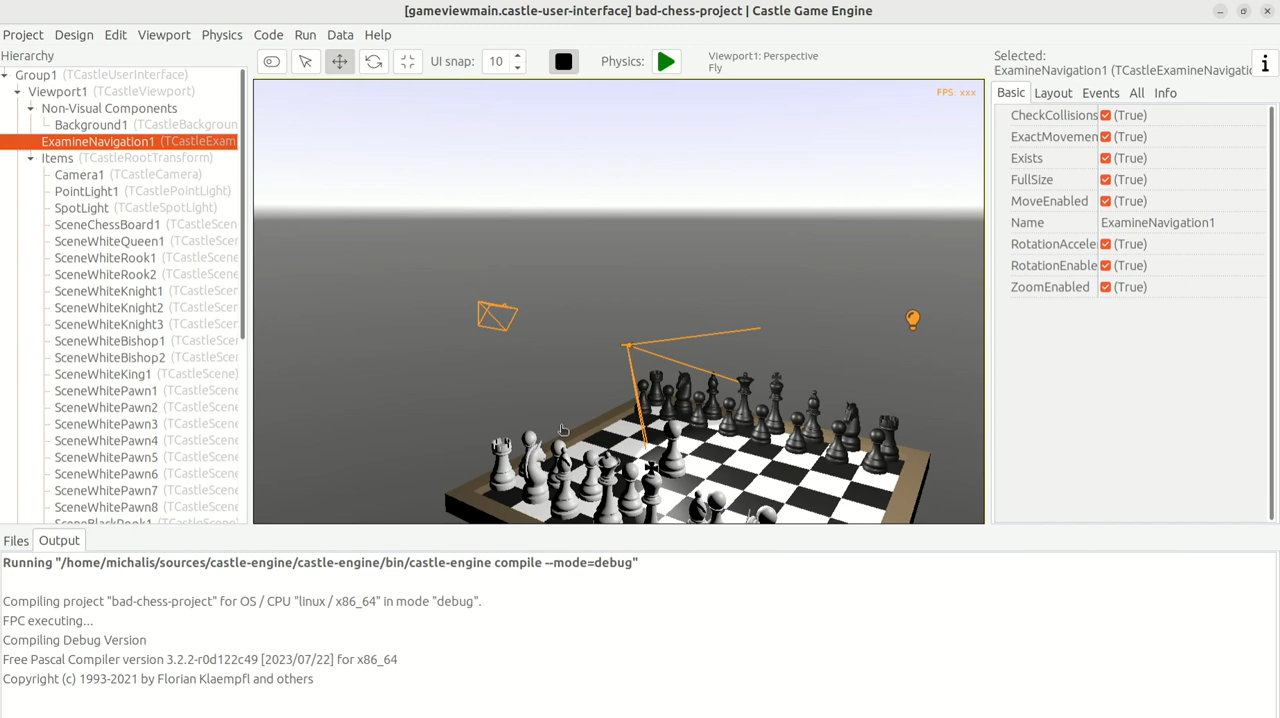 [gameviewmain.castle-user-interface] bad-chess-project | Castle Game Engine
Project Design Edit Viewport Physics Code Run Data Help
Hierarchy
Group1 (TCastleUserInterface)
Viewport1 (TCastleViewport)
Non-Visual Components
Background1 (TCastleBackgroun
ExamineNavigation1 (TCastleExam
Items (TCastleRootTransform)
Camera1 (TCastleCamera)
PointLight1 (TCastlePointLight)
SpotLight (TCastleSpotLight)
SceneChessBoard1 (TCastleScen
SceneWhiteQueen1 (TCastleScer
SceneWhiteRook1 (TCastleScene
SceneWhiteRook2 (TCastleScene
SceneWhiteKnight1 (TCastleScen
SceneWhiteKnight2 (TCastleScen
SceneWhiteKnight3 (TCastleScen
SceneWhiteBishop1 (TCastleScer
SceneWhiteBishop2 (TCastleScer
SceneWhiteKing1 (TCastleScene)
SceneWhitePawn1 (TCastleScene
SceneWhitePawn2 (TCastleScene
SceneWhitePawn3 (TCastleScene
SceneWhitePawn4 (TCastleScene
SceneWhitePawn5 (TCastleScene
SceneWhitePawn6 (TCastleScene
SceneWhitePawn7 (TCastleScene
SceneWhitePawn8 (TCastleScene
SceneBlackRook1 (TCastleScene
UI snap: 10
Physics:
Viewport1: Perspective
Fly
FPS: xxx
Selected:
ExamineNavigation1 (TCastleExamineNavigatic
Basic Layout Events All Info
CheckCollisions (True)
ExactMovemen (True)
Exists (True)
FullSize (True)
MoveEnabled (True)
Name ExamineNavigation1
RotationAccele (True)
RotationEnable (True)
ZoomEnabled (True)
Files Output
Running "/home/michalis/sources/castle-engine/castle-engine/bin/castle-engine compile --mode=debug"
Compiling project "bad-chess-project" for OS / CPU "linux / x86_64" in mode "debug".
FPC executing...
Compiling Debug Version
Free Pascal Compiler version 3.2.2-r0d122c49 [2023/07/22] for x86_64
Copyright (c) 1993-2021 by Florian Klaempfl and others